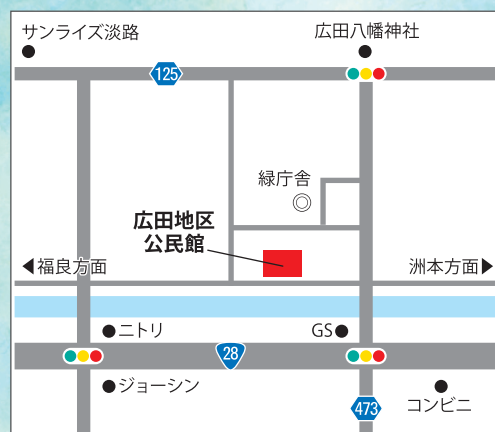 サンライズ淡路
広田八幡神社
125
緑庁舎
広田地区
公民館
福良方面
洲本方面
ニトリ
GS
28
ジョーシン
コンビニ
473